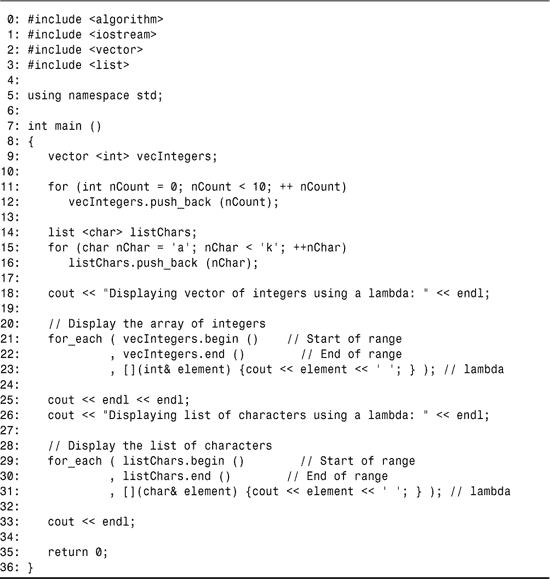 0: #include <algorithm>
1: #include <iostream>
2: #include <vector>
3: #include <list>
4:
5: using namespace std;
6:
7: int main ()
8: {
9:    vector <int> vecIntegers;
10:
11:    for (int nCount = 0; nCount < 10; ++ nCount)
12:       vecIntegers.push_back (nCount);
13:
14:    list <char> listChars;
15:    for (char nChar = 'a'; nChar < 'k'; ++nChar)
16:       listChars.push_back (nChar);
17:
18:    cout << "Displaying vector of integers using a lambda: " << endl;
19:
20:    // Display the array of integers
21:    for_each ( vecIntegers.begin ()    // Start of range
22:             , vecIntegers.end ()        // End of range
23:             , [](int& element) {cout << element << ' '; } ); // lambda
24:
25:    cout << endl << endl;
26:    cout << "Displaying list of characters using a lambda: " << endl;
27:
28:    // Display the list of characters
29:    for_each ( listChars.begin ()        // Start of range
30:             , listChars.end ()        // End of range
31:             , [](char& element) {cout << element << ' '; } ); // lambda
32:
33:    cout << endl;
34:
35:    return 0;
36: }